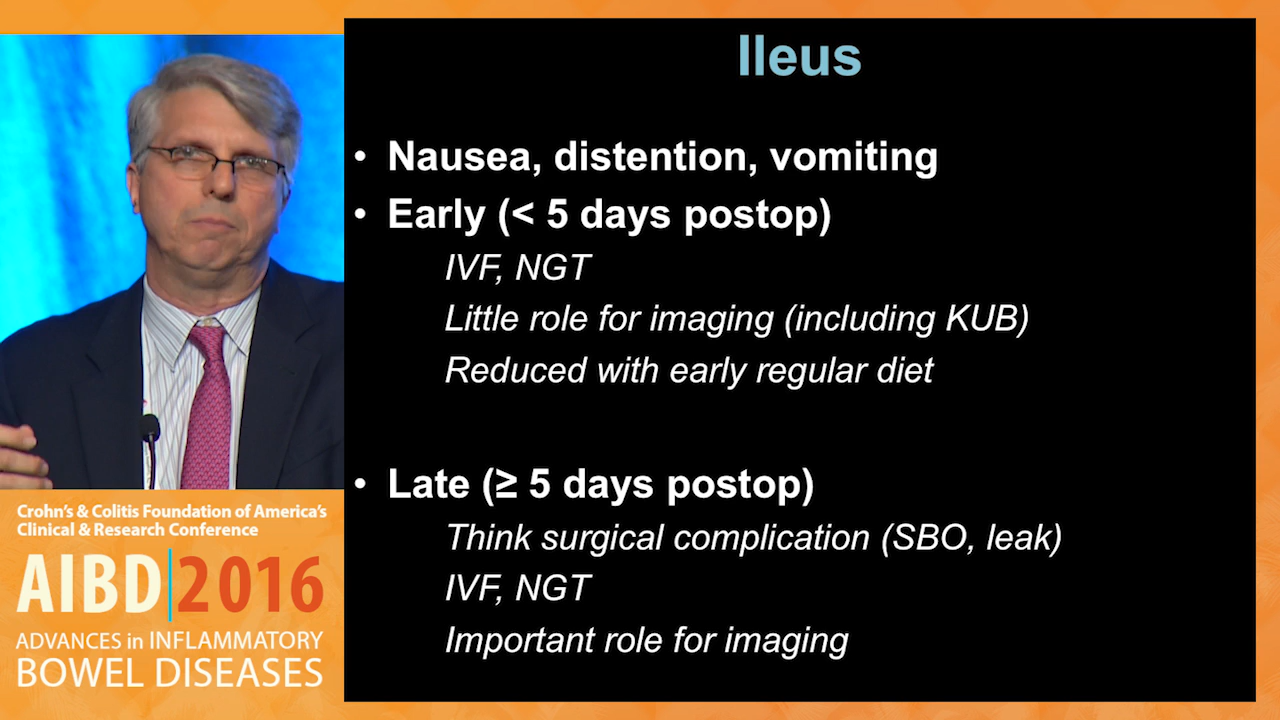 Ileus
• Nausea, distention, vomiting
• Early (< 5 days postop)
IVF, NGT
Little role for imaging (including KUB)
Reduced with early regular diet
• Late (≥ 5 days postop)
Think surgical complication (SBO, leak)
IVF, NGT
Important role for imaging
Crohn's & Colitis Foundation of America's
Clinical & Research Conference
AIBD|2016
ADVANCES in INFLAMMATORY
BOWEL DISEASES